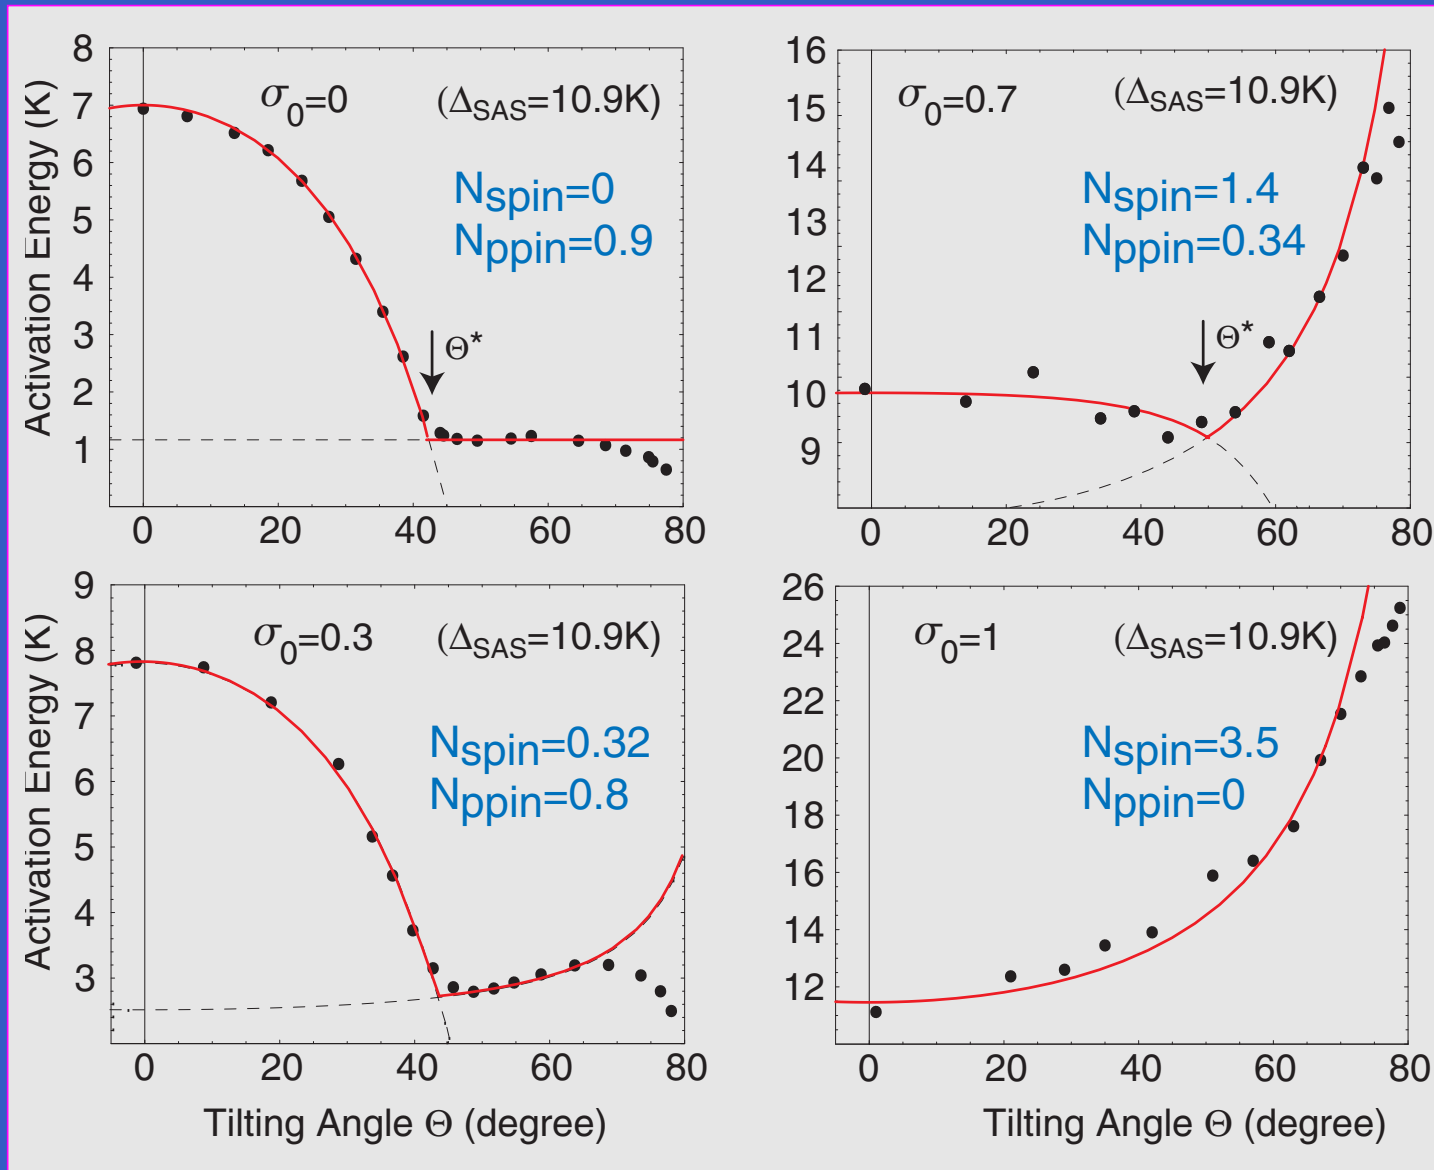 Activation Energy (K)
8
7
6
5
4
3
2
1
σ0=0
(ΔSAS=10.9K)
Nspin=0
Nppin=0.9
Θ*
0 20 40 60 80
16
15
14
13
12
11
10
9
σ0=0.7
(ΔSAS=10.9K)
Nspin=1.4
Nppin=0.34
Θ*
0 20 40 60 80
Activation Energy (K)
9
8
7
6
5
4
3
σ0=0.3
(ΔSAS=10.9K)
Nspin=0.32
Nppin=0.8
0 20 40 60 80
Tilting Angle Θ (degree)
26
24
22
20
18
16
14
12
σ0=1
(ΔSAS=10.9K)
Nspin=3.5
Nppin=0
0 20 40 60 80
Tilting Angle Θ (degree)